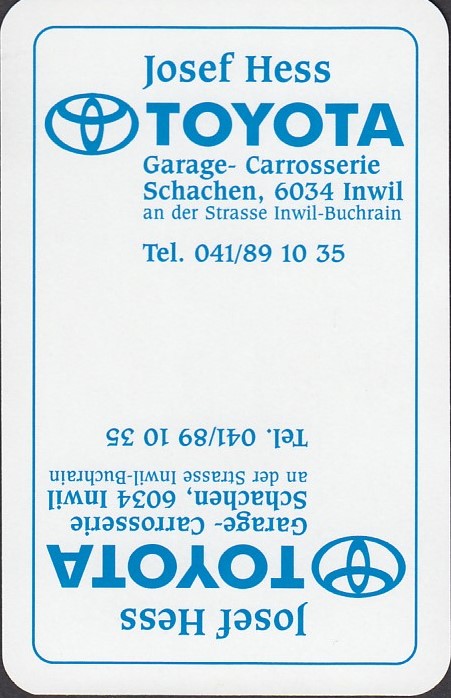 Josef Hess
TOYOTA
Garage- Carrosserie
Schachen, 6034 Inwil
an der Strasse Inwil-Buchrain
Tel. 041/89 10 35
Josef Hess
TOYOTA
Garage- Carrosserie
Schachen, 6034 Inwil
an der Strasse Inwil-Buchrain
Tel. 041/89 10 35